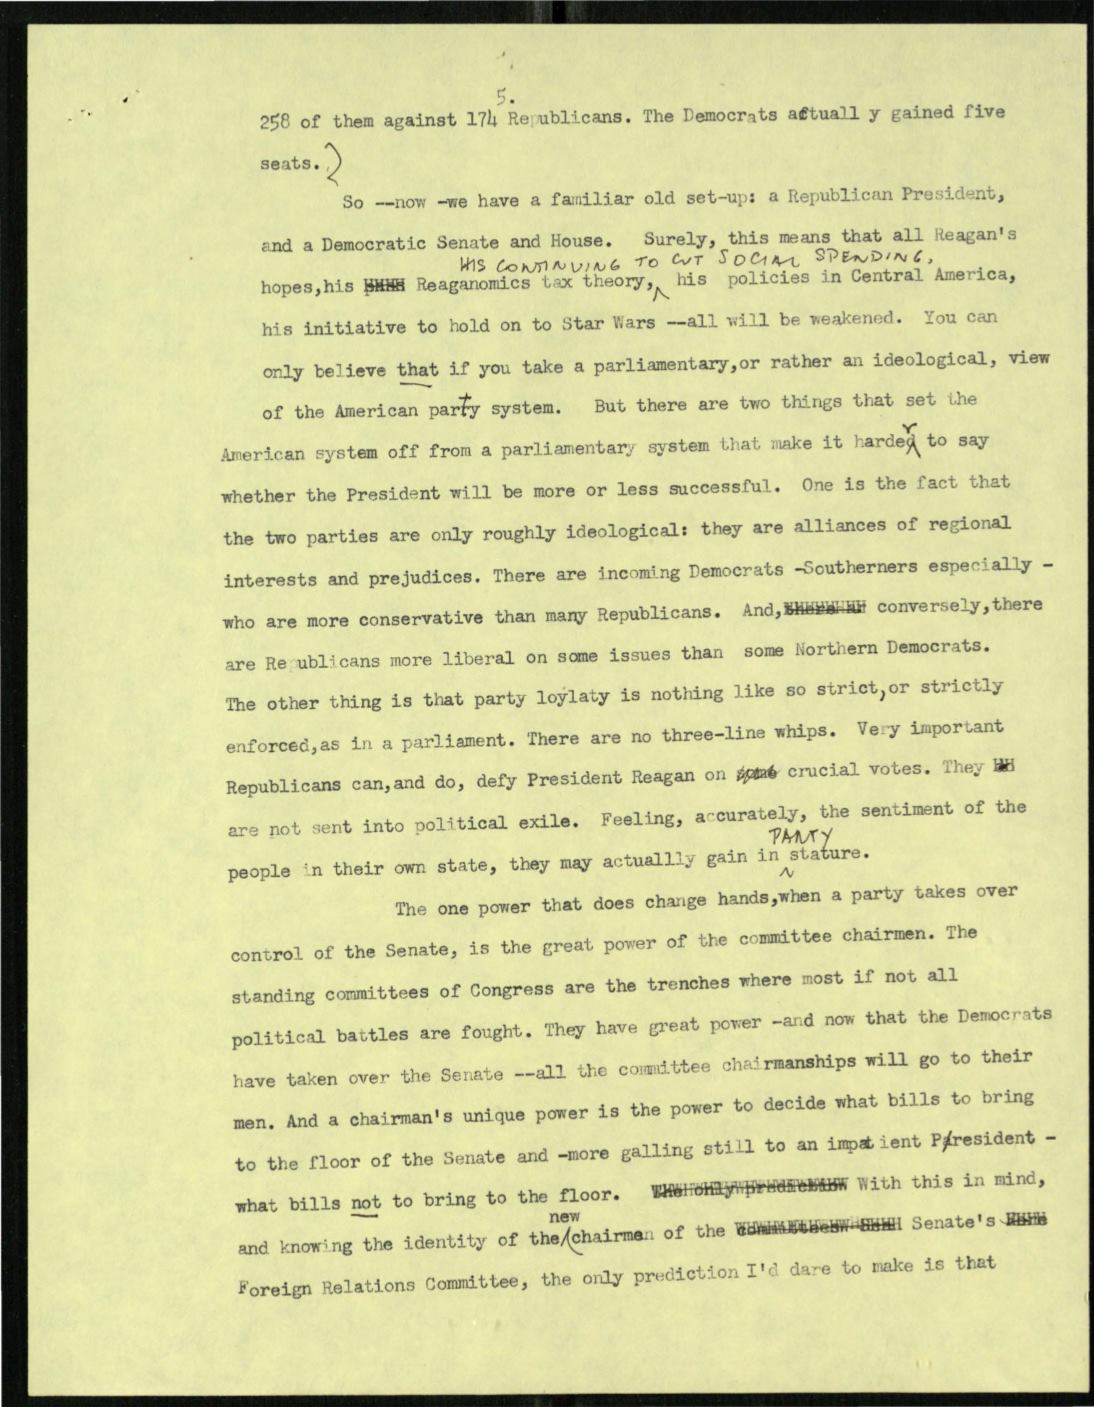 5.
258 of them against 174 Republicans. The Democrats actuall y gained five
seats.)
So --now -we have a familiar old set-up: a Republican President,
and a Democratic Senate and House. Surely, this means that all Reagan's
HIS CONTINUING TO CUT SOCIAL SPENDING,
hopes,his Reaganomics tax theory, his policies in Central America,
his initiative to hold on to Star Wars --all will be weakened. You can
only believe that if you take a parliamentary,or rather an ideological, view
of the American party system. But there are two things that set the
American system off from a parliamentary system that make it harder to say
whether the President will be more or less successful. One is the fact that
the two parties are only roughly ideological: they are alliances of regional
interests and prejudices. There are incoming Democrats -Southerners especially -
who are more conservative than many Republicans. And, there ar conversely,there
are Republicans more liberal on some issues than some Northern Democrats.
The other thing is that party loylaty is nothing like so strict,or strictly
enforced,as in a parliament. There are no three-line whips. Very important
Republicans can,and do, defy President Reagan on some crucial votes. They
are not sent into political exile. Feeling, accurately, the sentiment of the
PARTY
people in their own state, they may actuallly gain in stature.
The one power that does change hands,when a party takes over
control of the Senate, is the great power of the committee chairmen. The
standing committees of Congress are the trenches where most if not all
political battles are fought. They have great power -and now that the Democrats
have taken over the Senate --all the committee chairmanships will go to their
men. And a chairman's unique power is the power to decide what bills to bring
to the floor of the Senate and -more galling still to an impatient President -
what bills not to bring to the floor. The only prediction With this in mind,
new
and knowing the identity of the chairman of the Senate's
Foreign Relations Committee, the only prediction I'd dare to make is that